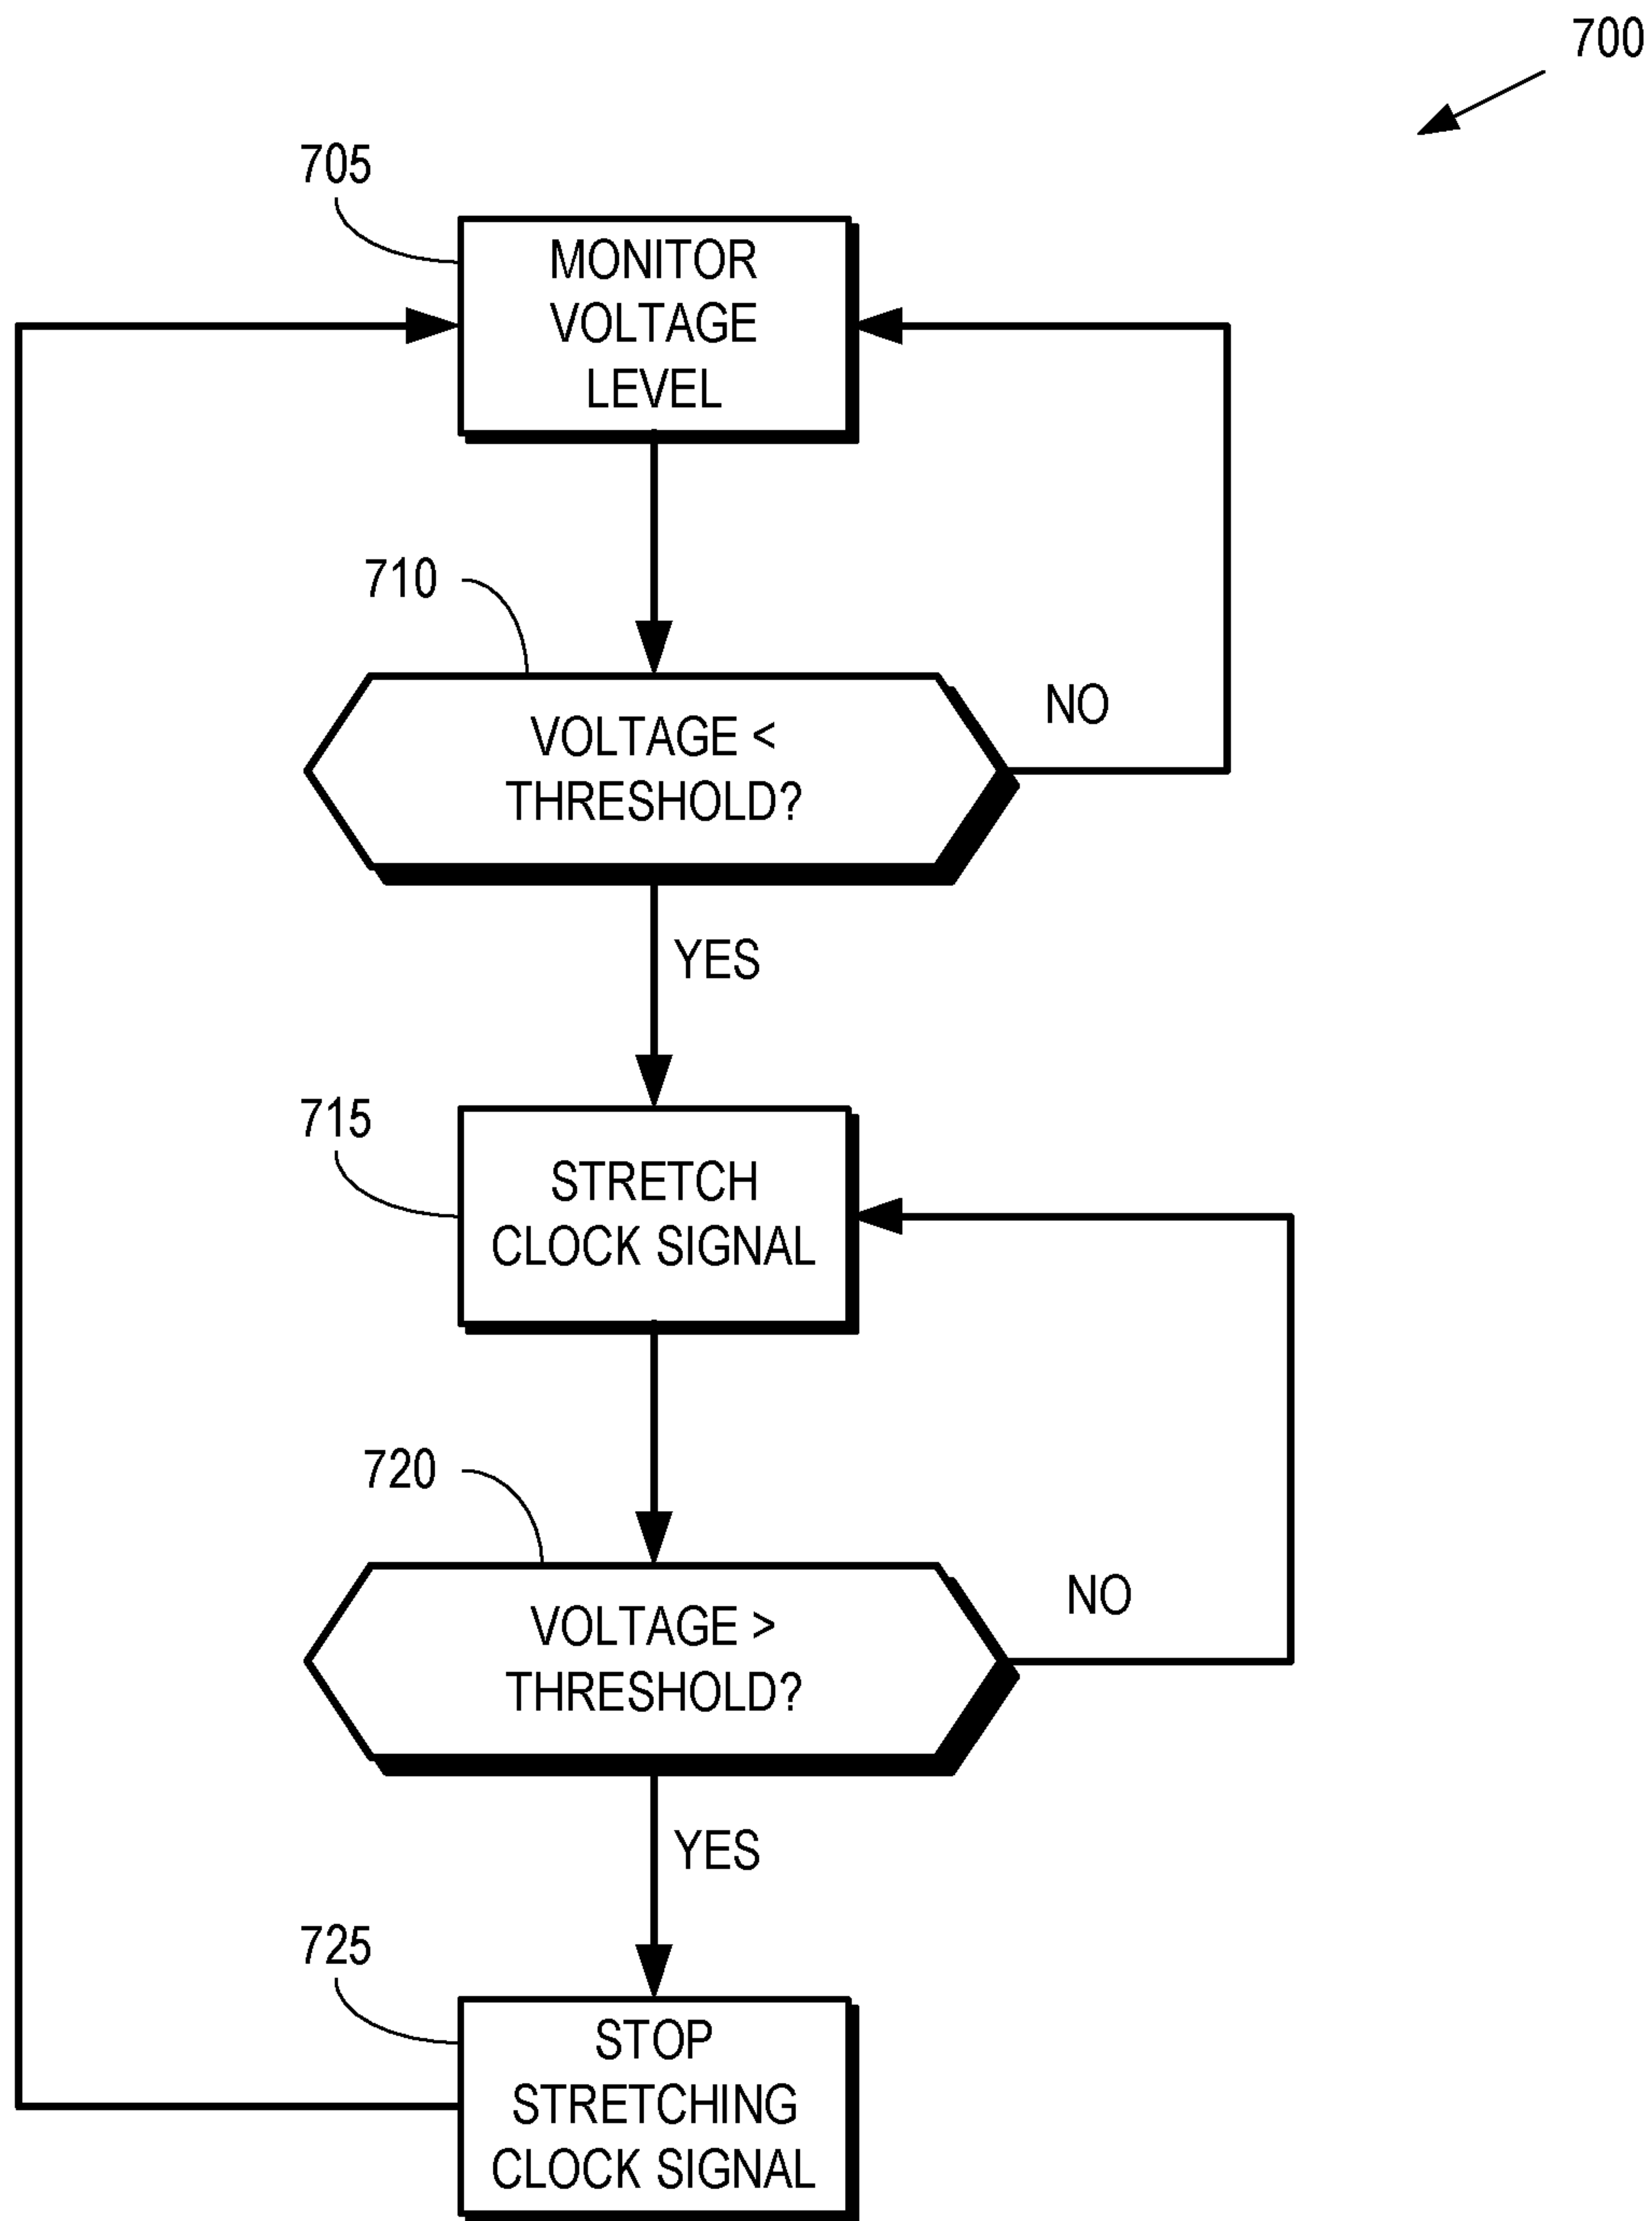 700
705
MONITOR
VOLTAGE
LEVEL
710
VOLTAGE <
THRESHOLD?
NO
YES
715
STRETCH
CLOCK SIGNAL
720
VOLTAGE >
THRESHOLD?
NO
YES
725
STOP
STRETCHING
CLOCK SIGNAL